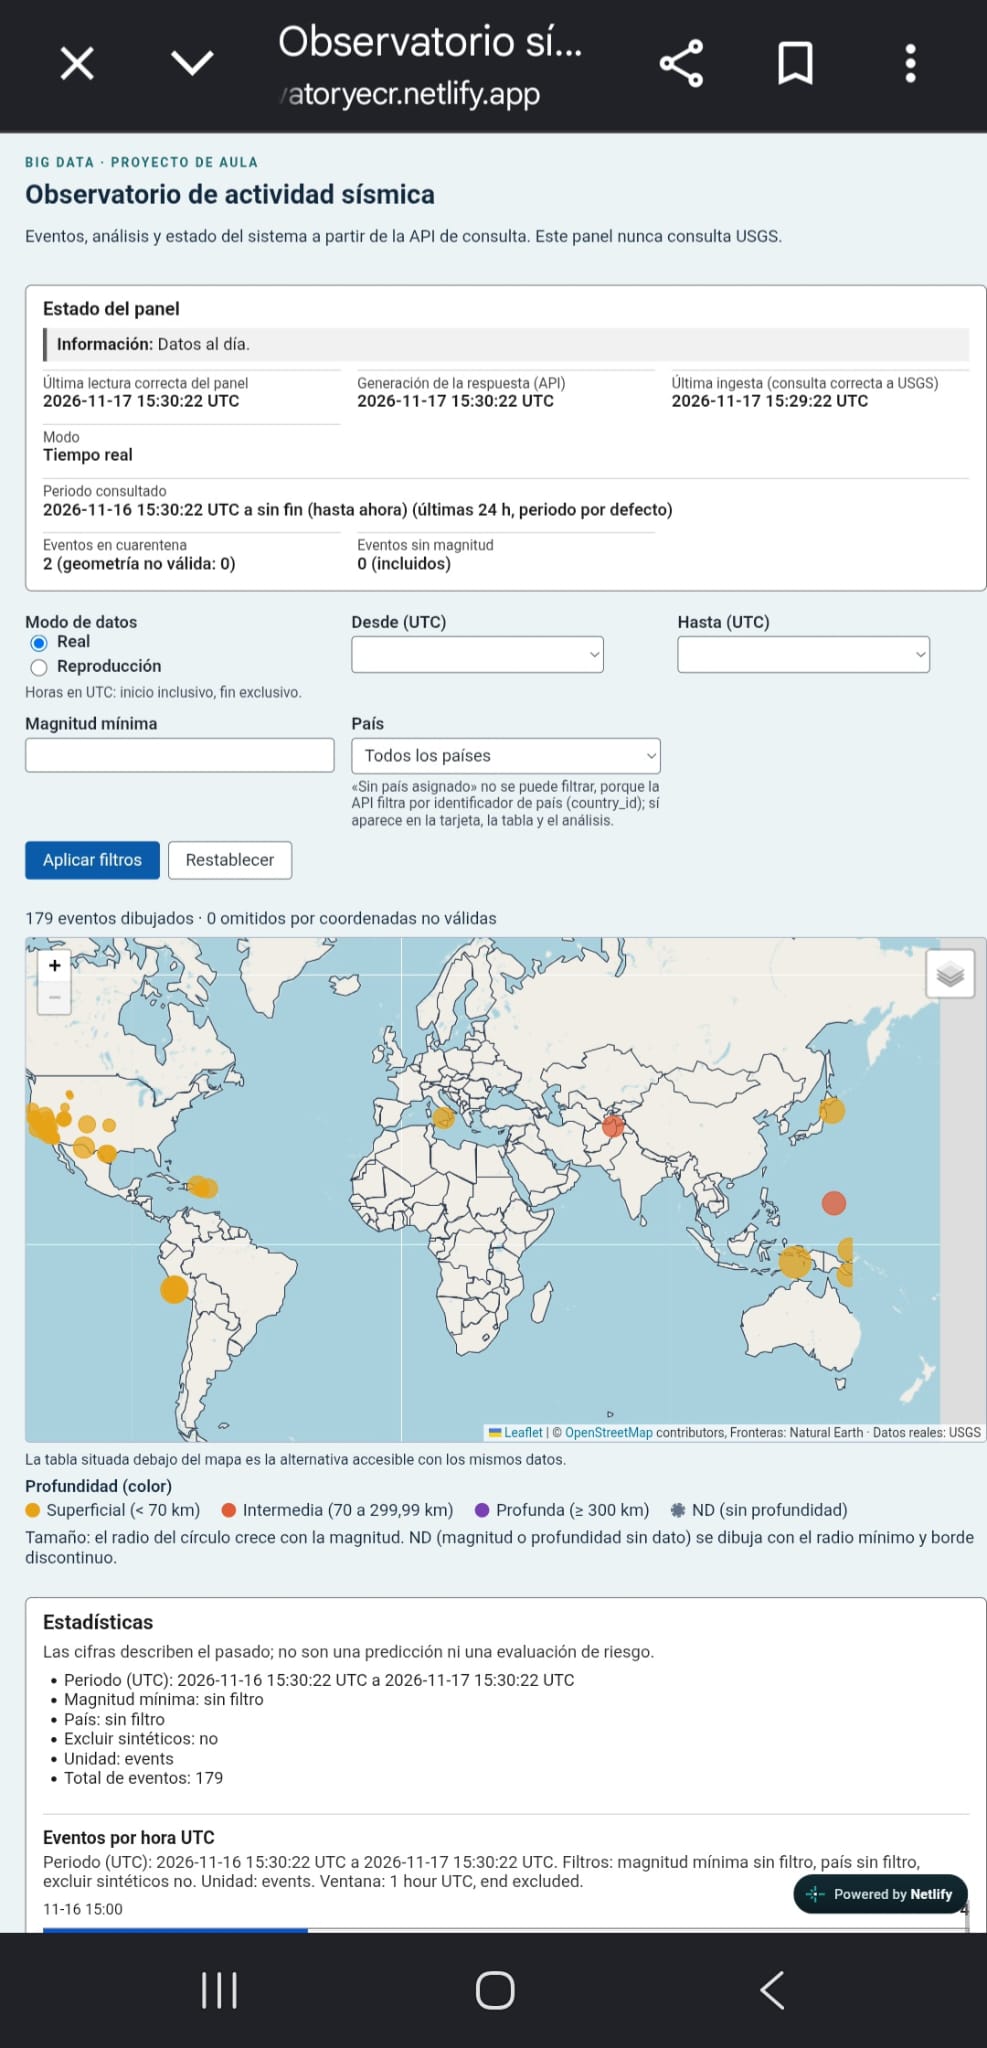 Observatorio sí...
atoryecr.netlify.app
BIG DATA · PROYECTO DE AULA
Observatorio de actividad sísmica
Eventos, análisis y estado del sistema a partir de la API de consulta. Este panel nunca consulta USGS.
Estado del panel
Información: Datos al día.
Última lectura correcta del panel
2026-11-17 15:30:22 UTC
Generación de la respuesta (API)
2026-11-17 15:30:22 UTC
Última ingesta (consulta correcta a USGS)
2026-11-17 15:29:22 UTC
Modo
Tiempo real
Periodo consultado
2026-11-16 15:30:22 UTC a sin fin (hasta ahora) (últimas 24 h, periodo por defecto)
Eventos en cuarentena
2 (geometría no válida: 0)
Eventos sin magnitud
0 (incluidos)
Modo de datos
Real
Reproducción
Horas en UTC: inicio inclusivo, fin exclusivo.
Desde (UTC)
Hasta (UTC)
Magnitud mínima
País
Todos los países
«Sin país asignado» no se puede filtrar, porque la
API filtra por identificador de país (country_id); sí
aparece en la tarjeta, la tabla y el análisis.
Aplicar filtros
Restablecer
179 eventos dibujados · 0 omitidos por coordenadas no válidas
+
−
Leaflet | © OpenStreetMap contributors, Fronteras: Natural Earth · Datos reales: USGS
La tabla situada debajo del mapa es la alternativa accesible con los mismos datos.
Profundidad (color)
Superficial (< 70 km)
Intermedia (70 a 299,99 km)
Profunda (≥ 300 km)
ND (sin profundidad)
Tamaño: el radio del círculo crece con la magnitud. ND (magnitud o profundidad sin dato) se dibuja con el radio mínimo y borde
discontinuo.
Estadísticas
Las cifras describen el pasado; no son una predicción ni una evaluación de riesgo.
• Periodo (UTC): 2026-11-16 15:30:22 UTC a 2026-11-17 15:30:22 UTC
• Magnitud mínima: sin filtro
• País: sin filtro
• Excluir sintéticos: no
• Unidad: events
• Total de eventos: 179
Eventos por hora UTC
Periodo (UTC): 2026-11-16 15:30:22 UTC a 2026-11-17 15:30:22 UTC. Filtros: magnitud mínima sin filtro, país sin filtro,
excluir sintéticos no. Unidad: events. Ventana: 1 hour UTC, end excluded.
Powered by Netlify
11-16 15:00